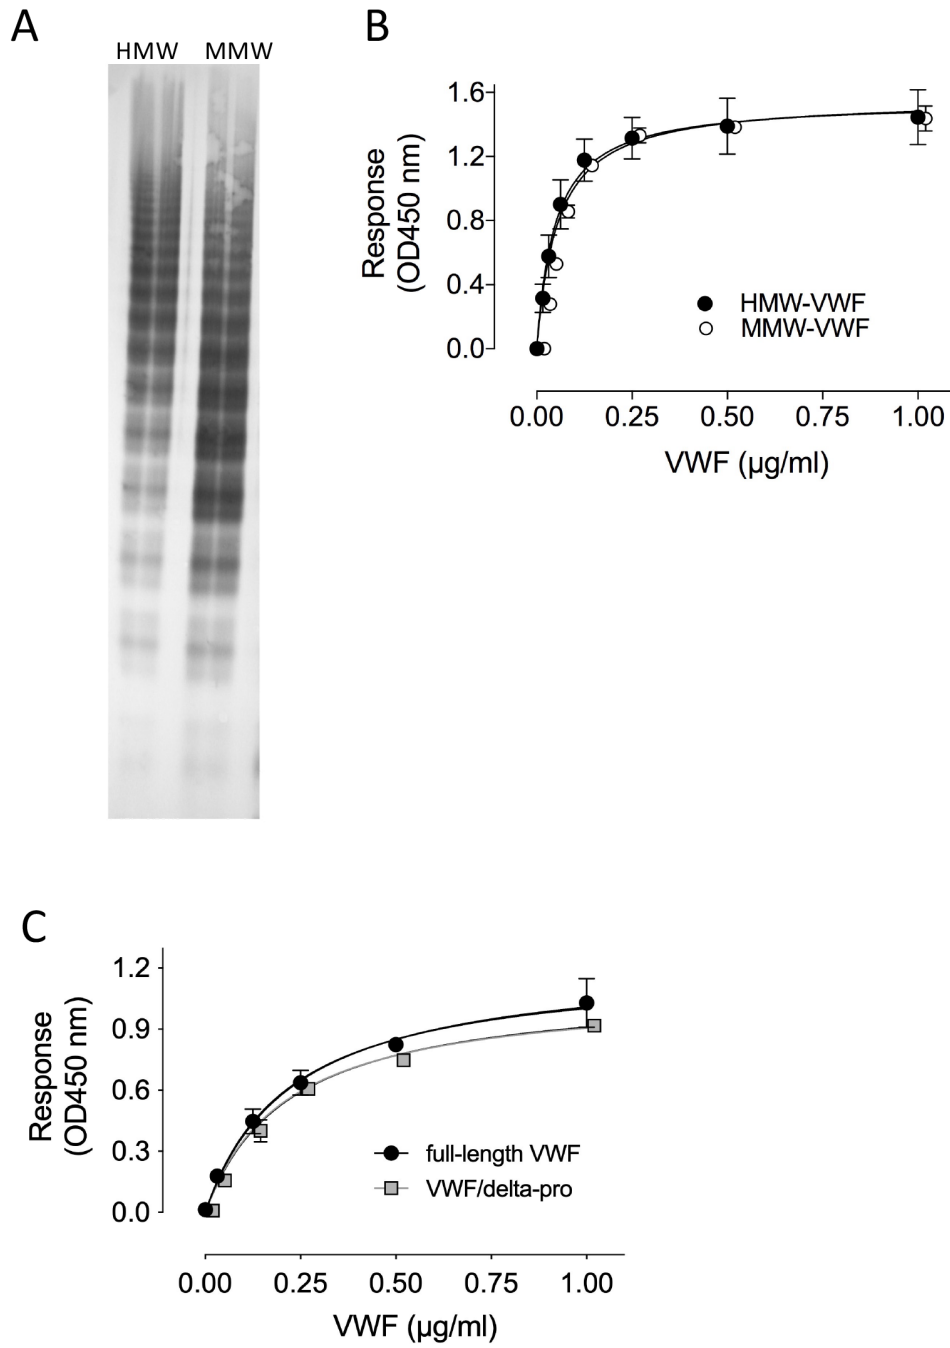 A
HMW MMW
B
1.6
1.2
0.8
0.4
0.0
Response
(OD450 nm)
HMW-VWF
MMW-VWF
0.00 0.25 0.50 0.75 1.00
VWF (µg/ml)
C
1.2
0.9
0.6
0.3
0.0
Response
(OD450 nm)
full-length VWF
VWF/delta-pro
0.00 0.25 0.50 0.75 1.00
VWF (µg/ml)